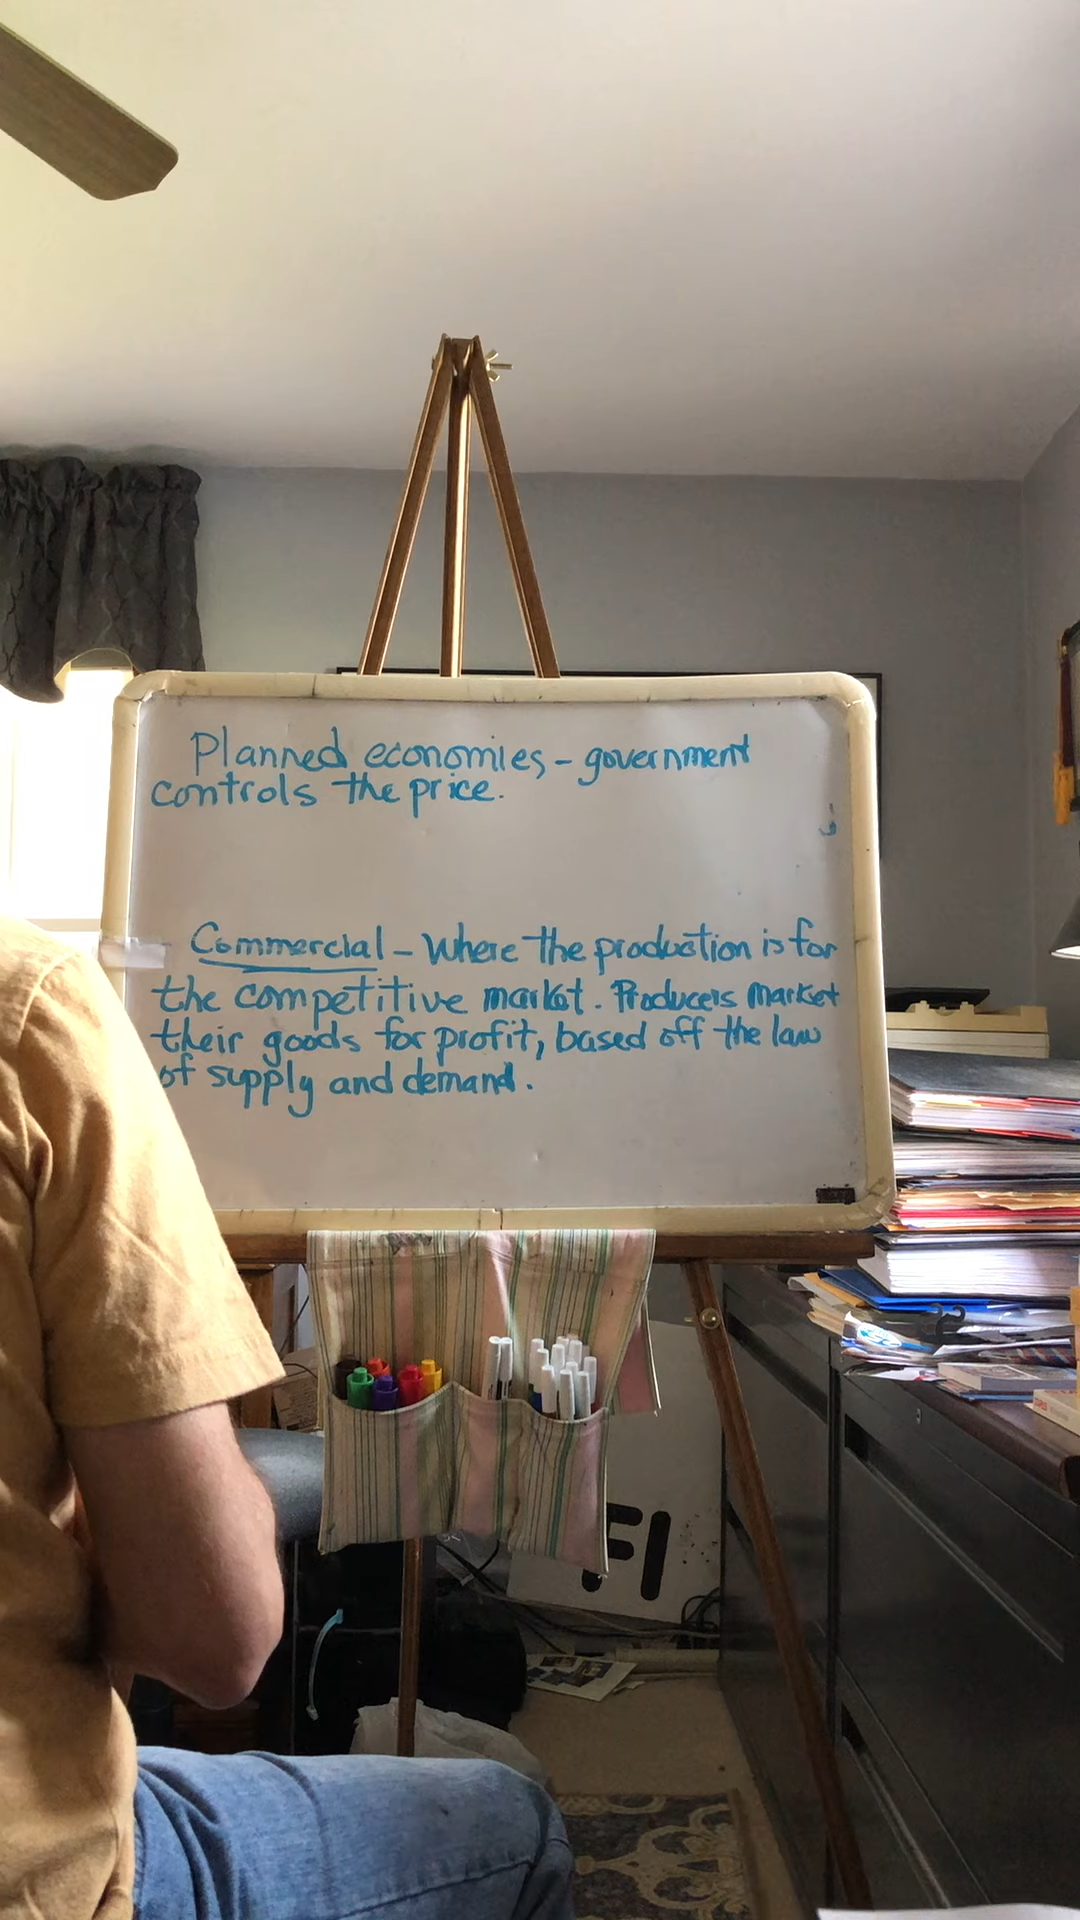 Planned economies - government
controls the price.
Commercial - Where the production is for
the competitive market. Producers market
their goods for profit, based off the law
of supply and demand.
FI